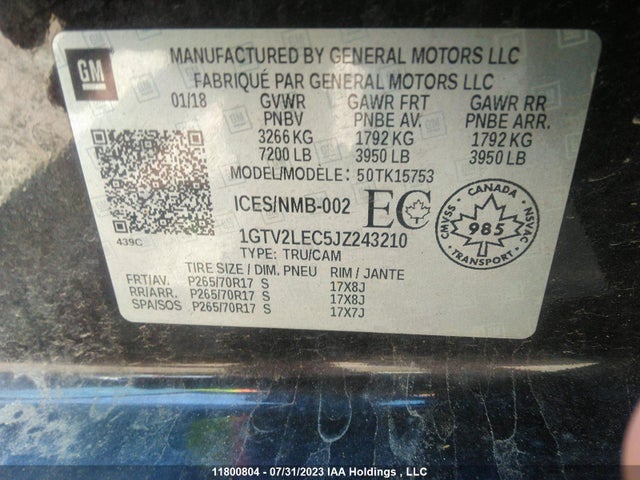 GM
MANUFACTURED BY GENERAL MOTORS LLC
FABRIQUÉ PAR GENERAL MOTORS LLC
01/18 GVWR GAWR FRT GAWR RR
PNBV PNBE AV. PNBE ARR.
3266 KG 1792 KG 1792 KG
7200 LB 3950 LB 3950 LB
MODEL/MODÈLE: 50TK15753
ICES/NMB-002 EC
CANADA
CMVSS 985 NSVAC
TRANSPORT
439C
1GTV2LEC5JZ243210
TYPE: TRU/CAM
TIRE SIZE / DIM. PNEU RIM / JANTE
FRT/AV. P265/70R17 S 17X8J
RR/ARR. P265/70R17 S 17X8J
SPA/SOS P265/70R17 S 17X7J
11800804 - 07/31/2023 IAA Holdings , LLC